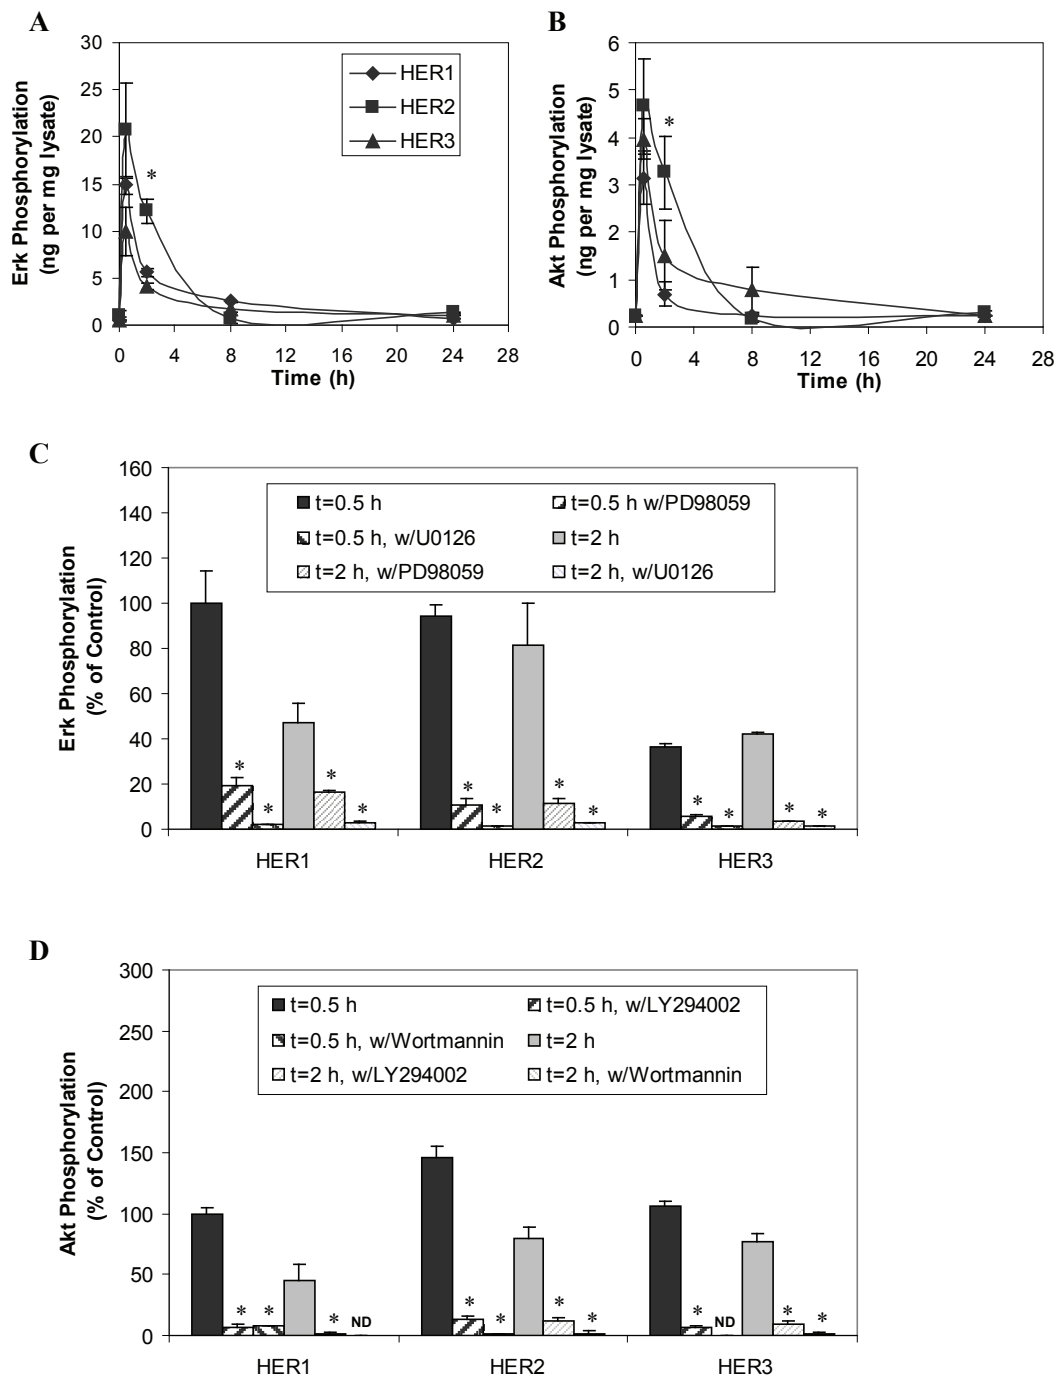 A
Erk Phosphorylation
(ng per mg lysate)
30
25
20
15
10
5
0
HER1
HER2
HER3
*
0 4 8 12 16 20 24 28
Time (h)
B
Akt Phosphorylation
(ng per mg lysate)
6
5
4
3
2
1
0
*
0 4 8 12 16 20 24 28
Time (h)
C
Erk Phosphorylation
(% of Control)
160
140
120
100
80
60
40
20
0
t=0.5 h t=0.5 h w/PD98059
t=0.5 h, w/U0126 t=2 h
t=2 h, w/PD98059 t=2 h, w/U0126
* * * * * * * * * * * *
HER1 HER2 HER3
D
Akt Phosphorylation
(% of Control)
300
250
200
150
100
50
0
t=0.5 h t=0.5 h, w/LY294002
t=0.5 h, w/Wortmannin t=2 h
t=2 h, w/LY294002 t=2 h, w/Wortmannin
* * * ND * * * * * ND * *
HER1 HER2 HER3